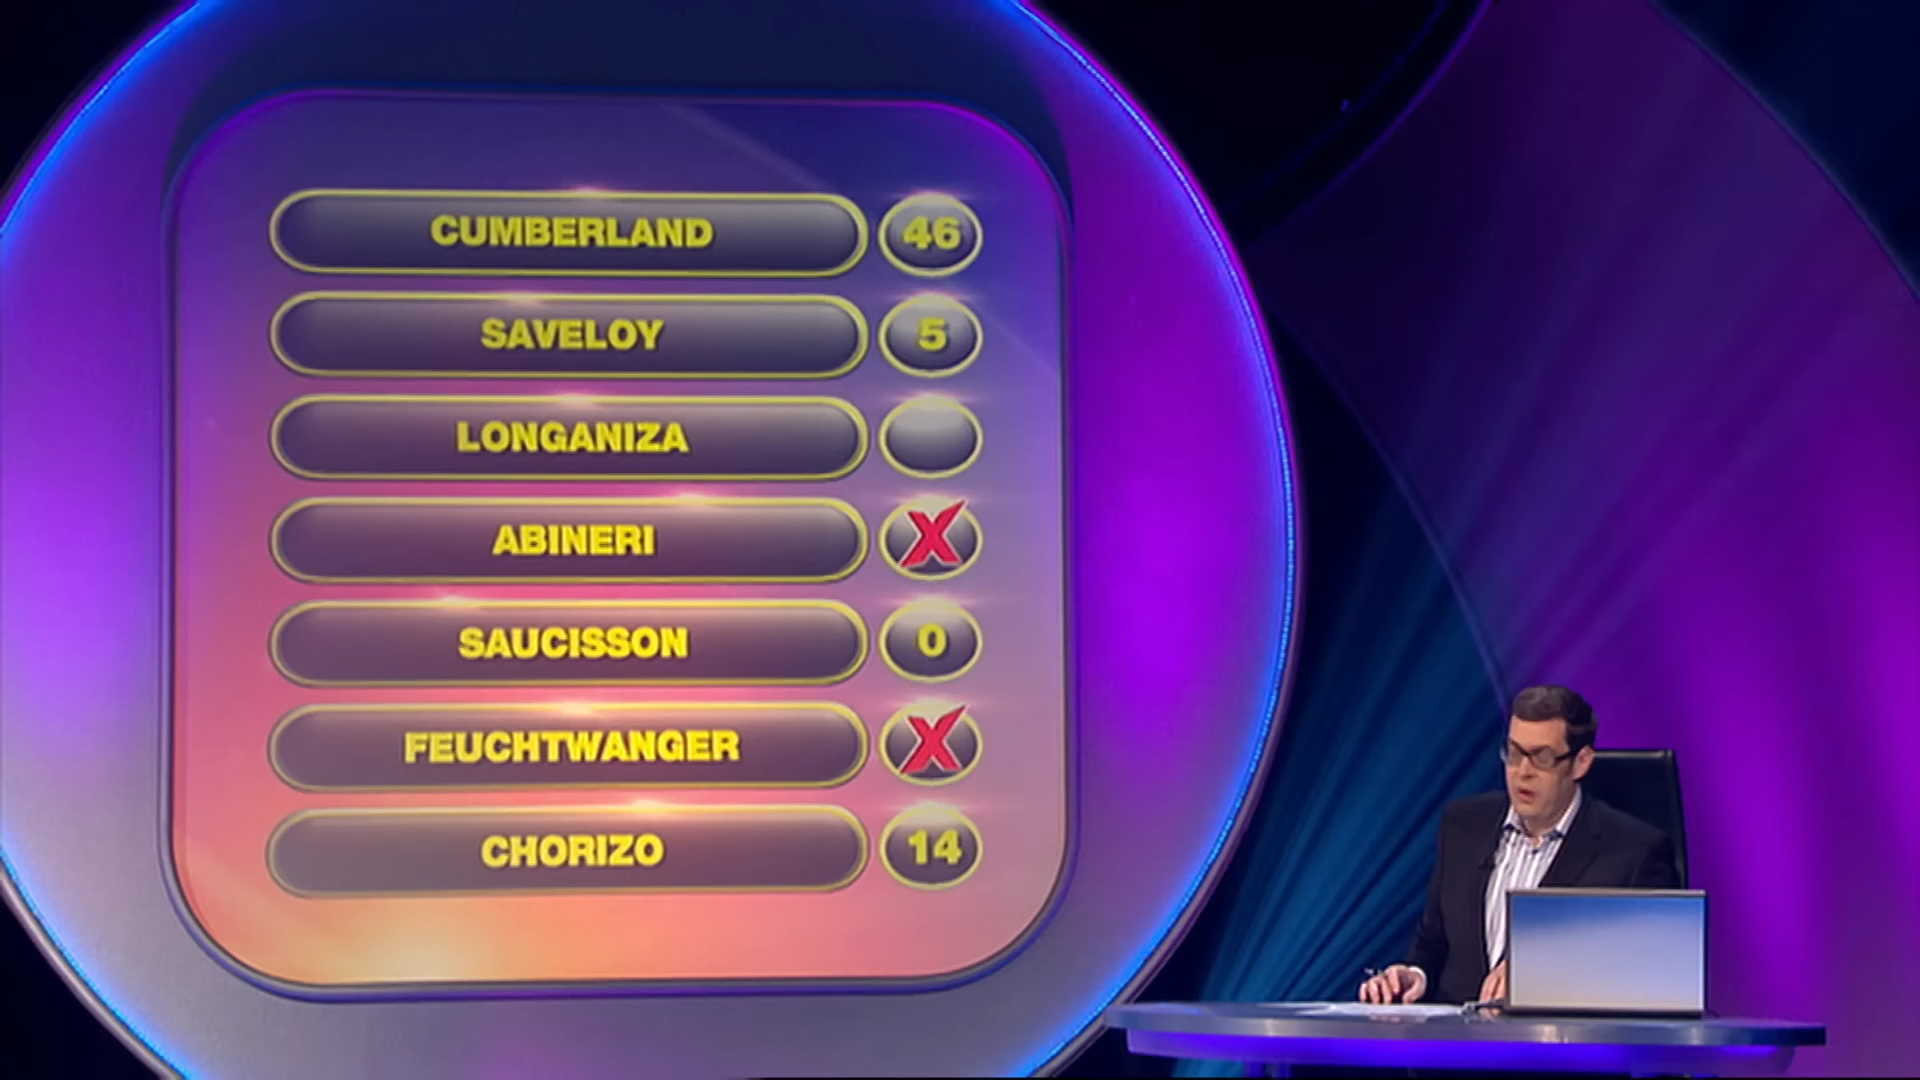 CUMBERLAND 46
SAVELOY 5
LONGANIZA
ABINERI X
SAUCISSON 0
FEUCHTWANGER X
CHORIZO 14